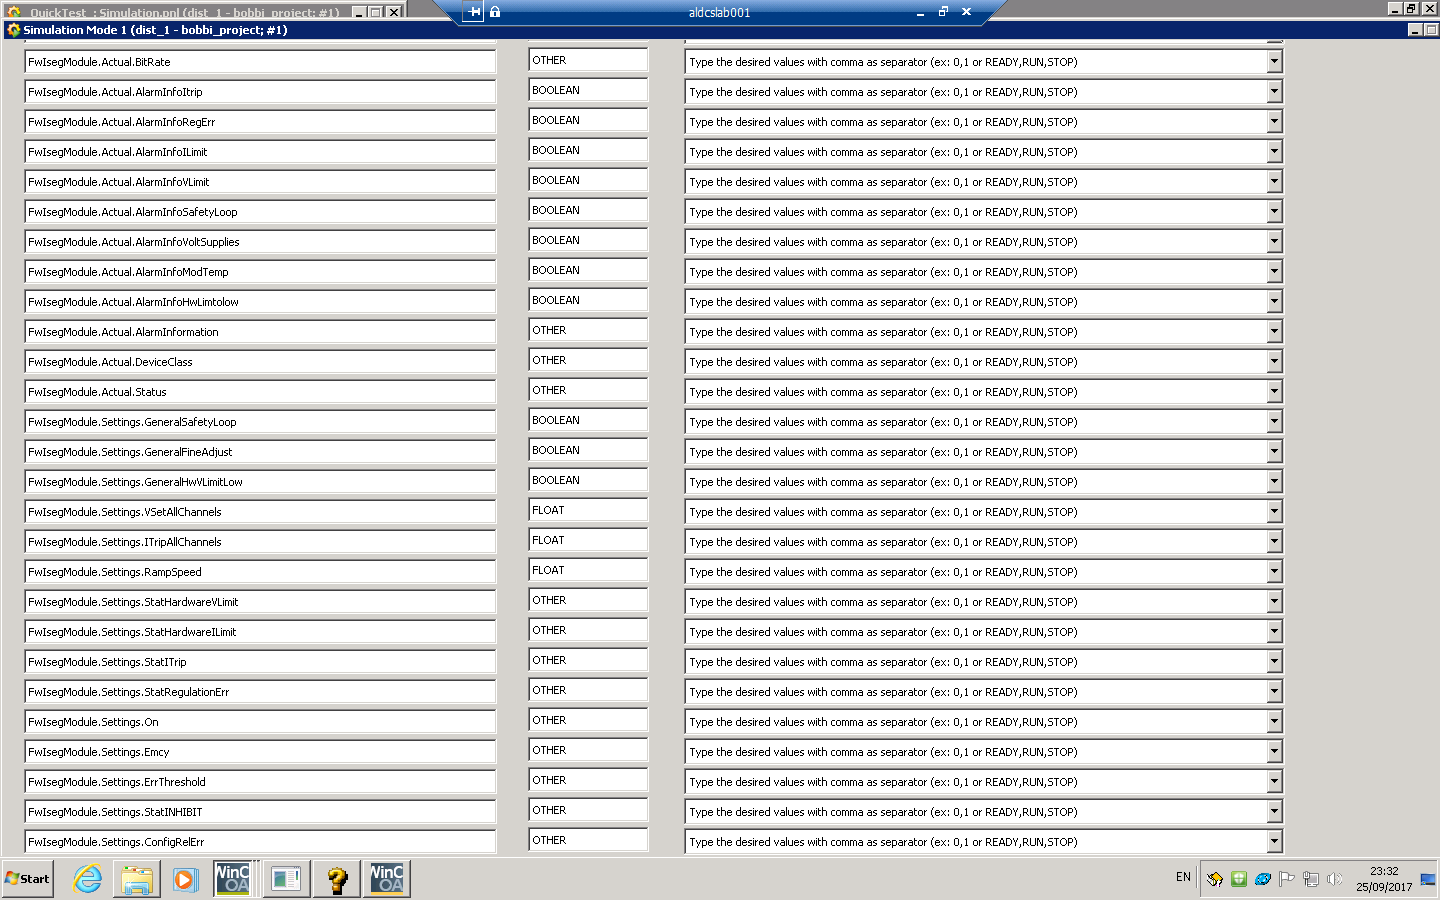 QuickTest_: Simulation.pnl (dist_1 - bobbi_project; #1)
aldcslab001
Simulation Mode 1 (dist_1 - bobbi_project; #1)
FwIsegModule.Actual.BitRate OTHER Type the desired values with comma as separator (ex: 0,1 or READY,RUN,STOP)
FwIsegModule.Actual.AlarmInfoItrip BOOLEAN Type the desired values with comma as separator (ex: 0,1 or READY,RUN,STOP)
FwIsegModule.Actual.AlarmInfoRegErr BOOLEAN Type the desired values with comma as separator (ex: 0,1 or READY,RUN,STOP)
FwIsegModule.Actual.AlarmInfoILimit BOOLEAN Type the desired values with comma as separator (ex: 0,1 or READY,RUN,STOP)
FwIsegModule.Actual.AlarmInfoVLimit BOOLEAN Type the desired values with comma as separator (ex: 0,1 or READY,RUN,STOP)
FwIsegModule.Actual.AlarmInfoSafetyLoop BOOLEAN Type the desired values with comma as separator (ex: 0,1 or READY,RUN,STOP)
FwIsegModule.Actual.AlarmInfoVoltSupplies BOOLEAN Type the desired values with comma as separator (ex: 0,1 or READY,RUN,STOP)
FwIsegModule.Actual.AlarmInfoModTemp BOOLEAN Type the desired values with comma as separator (ex: 0,1 or READY,RUN,STOP)
FwIsegModule.Actual.AlarmInfoHwLimtolow BOOLEAN Type the desired values with comma as separator (ex: 0,1 or READY,RUN,STOP)
FwIsegModule.Actual.AlarmInformation OTHER Type the desired values with comma as separator (ex: 0,1 or READY,RUN,STOP)
FwIsegModule.Actual.DeviceClass OTHER Type the desired values with comma as separator (ex: 0,1 or READY,RUN,STOP)
FwIsegModule.Actual.Status OTHER Type the desired values with comma as separator (ex: 0,1 or READY,RUN,STOP)
FwIsegModule.Settings.GeneralSafetyLoop BOOLEAN Type the desired values with comma as separator (ex: 0,1 or READY,RUN,STOP)
FwIsegModule.Settings.GeneralFineAdjust BOOLEAN Type the desired values with comma as separator (ex: 0,1 or READY,RUN,STOP)
FwIsegModule.Settings.GeneralHwVLimitLow BOOLEAN Type the desired values with comma as separator (ex: 0,1 or READY,RUN,STOP)
FwIsegModule.Settings.VSetAllChannels FLOAT Type the desired values with comma as separator (ex: 0,1 or READY,RUN,STOP)
FwIsegModule.Settings.ITripAllChannels FLOAT Type the desired values with comma as separator (ex: 0,1 or READY,RUN,STOP)
FwIsegModule.Settings.RampSpeed FLOAT Type the desired values with comma as separator (ex: 0,1 or READY,RUN,STOP)
FwIsegModule.Settings.StatHardwareVLimit OTHER Type the desired values with comma as separator (ex: 0,1 or READY,RUN,STOP)
FwIsegModule.Settings.StatHardwareILimit OTHER Type the desired values with comma as separator (ex: 0,1 or READY,RUN,STOP)
FwIsegModule.Settings.StatITrip OTHER Type the desired values with comma as separator (ex: 0,1 or READY,RUN,STOP)
FwIsegModule.Settings.StatRegulationErr OTHER Type the desired values with comma as separator (ex: 0,1 or READY,RUN,STOP)
FwIsegModule.Settings.On OTHER Type the desired values with comma as separator (ex: 0,1 or READY,RUN,STOP)
FwIsegModule.Settings.Emcy OTHER Type the desired values with comma as separator (ex: 0,1 or READY,RUN,STOP)
FwIsegModule.Settings.ErrThreshold OTHER Type the desired values with comma as separator (ex: 0,1 or READY,RUN,STOP)
FwIsegModule.Settings.StatINHIBIT OTHER Type the desired values with comma as separator (ex: 0,1 or READY,RUN,STOP)
FwIsegModule.Settings.ConfigRelErr OTHER Type the desired values with comma as separator (ex: 0,1 or READY,RUN,STOP)
Start
WinC OA
WinC OA
EN
23:32
25/09/2017